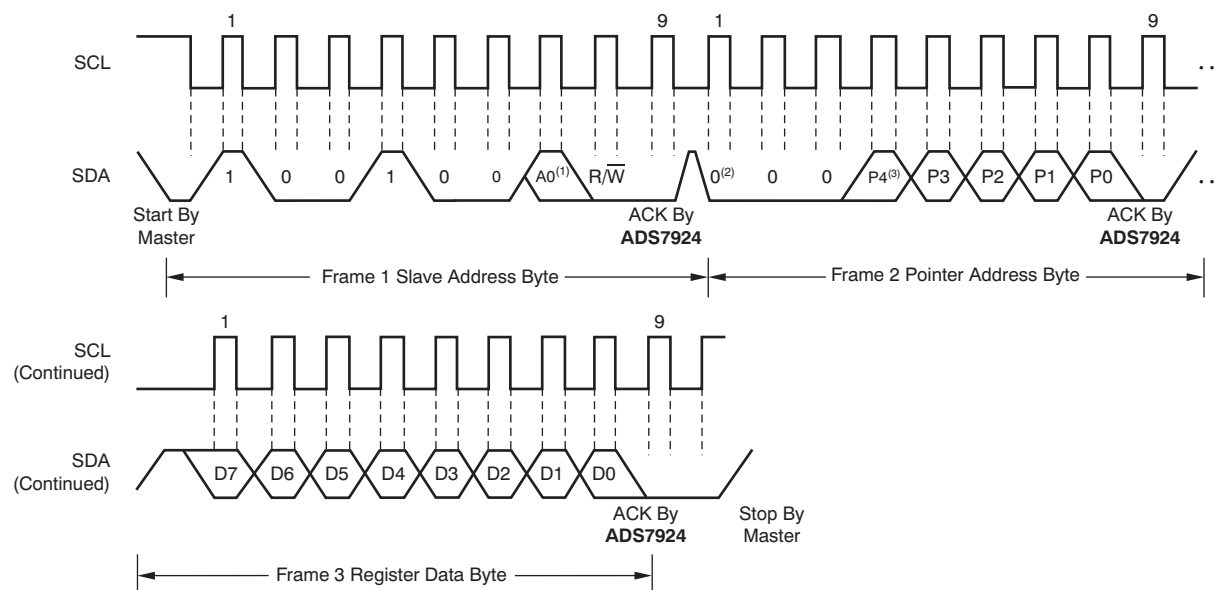 1 9 1 9
SCL . .
SDA 1 0 0 1 0 0 A0(1) R/W̅ 0(2) 0 0 P4(3) P3 P2 P1 P0 . .
Start By
Master
ACK By
ADS7924
ACK By
ADS7924
Frame 1 Slave Address Byte
Frame 2 Pointer Address Byte
1 9
SCL
(Continued)
SDA
(Continued)
D7 D6 D5 D4 D3 D2 D1 D0
ACK By
ADS7924
Stop By
Master
Frame 3 Register Data Byte